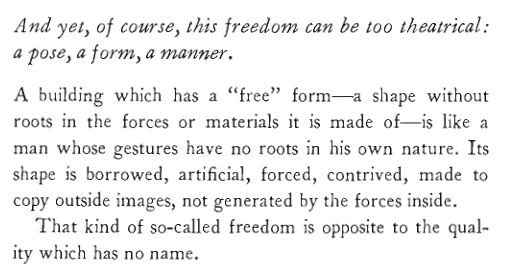 And yet, of course, this freedom can be too theatrical:
a pose, a form, a manner.
A building which has a “free” form—a shape without
roots in the forces or materials it is made of—is like a
man whose gestures have no roots in his own nature. Its
shape is borrowed, artificial, forced, contrived, made to
copy outside images, not generated by the forces inside.
That kind of so-called freedom is opposite to the qual-
ity which has no name.